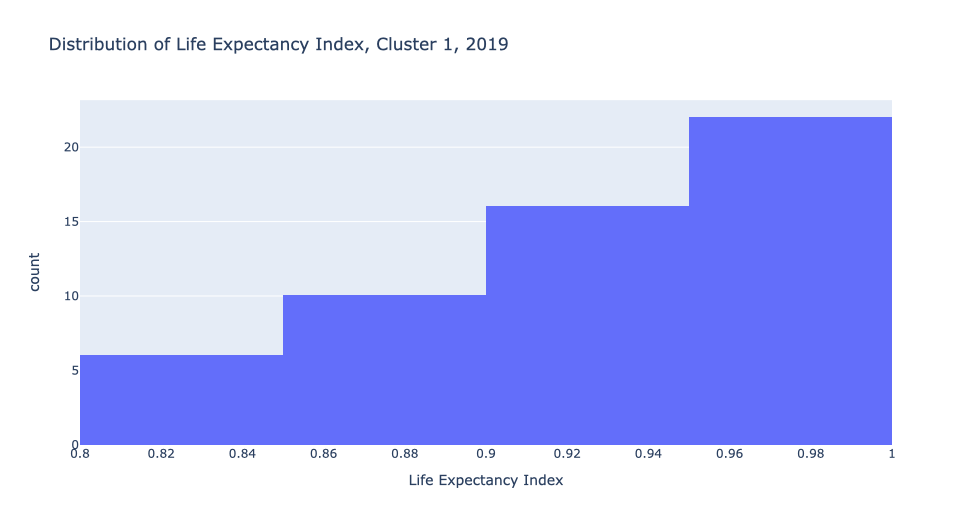 Distribution of Life Expectancy Index, Cluster 1, 2019
20
15
10
5
0
count
0.8 0.82 0.84 0.86 0.88 0.9 0.92 0.94 0.96 0.98 1
Life Expectancy Index